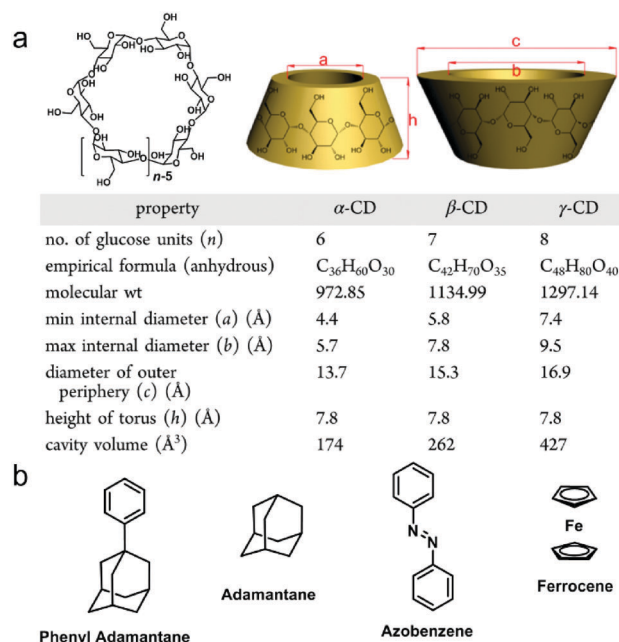 a
a
c
b
h
n-5
property α-CD β-CD γ-CD
no. of glucose units (n) 6 7 8
empirical formula (anhydrous) C₃₆H₆₀O₃₀ C₄₂H₇₀O₃₅ C₄₈H₈₀O₄₀
molecular wt 972.85 1134.99 1297.14
min internal diameter (a) (Å) 4.4 5.8 7.4
max internal diameter (b) (Å) 5.7 7.8 9.5
diameter of outer
periphery (c) (Å) 13.7 15.3 16.9
height of torus (h) (Å) 7.8 7.8 7.8
cavity volume (Å³) 174 262 427
b
N
N
Fe
Phenyl Adamantane
Adamantane
Azobenzene
Ferrocene